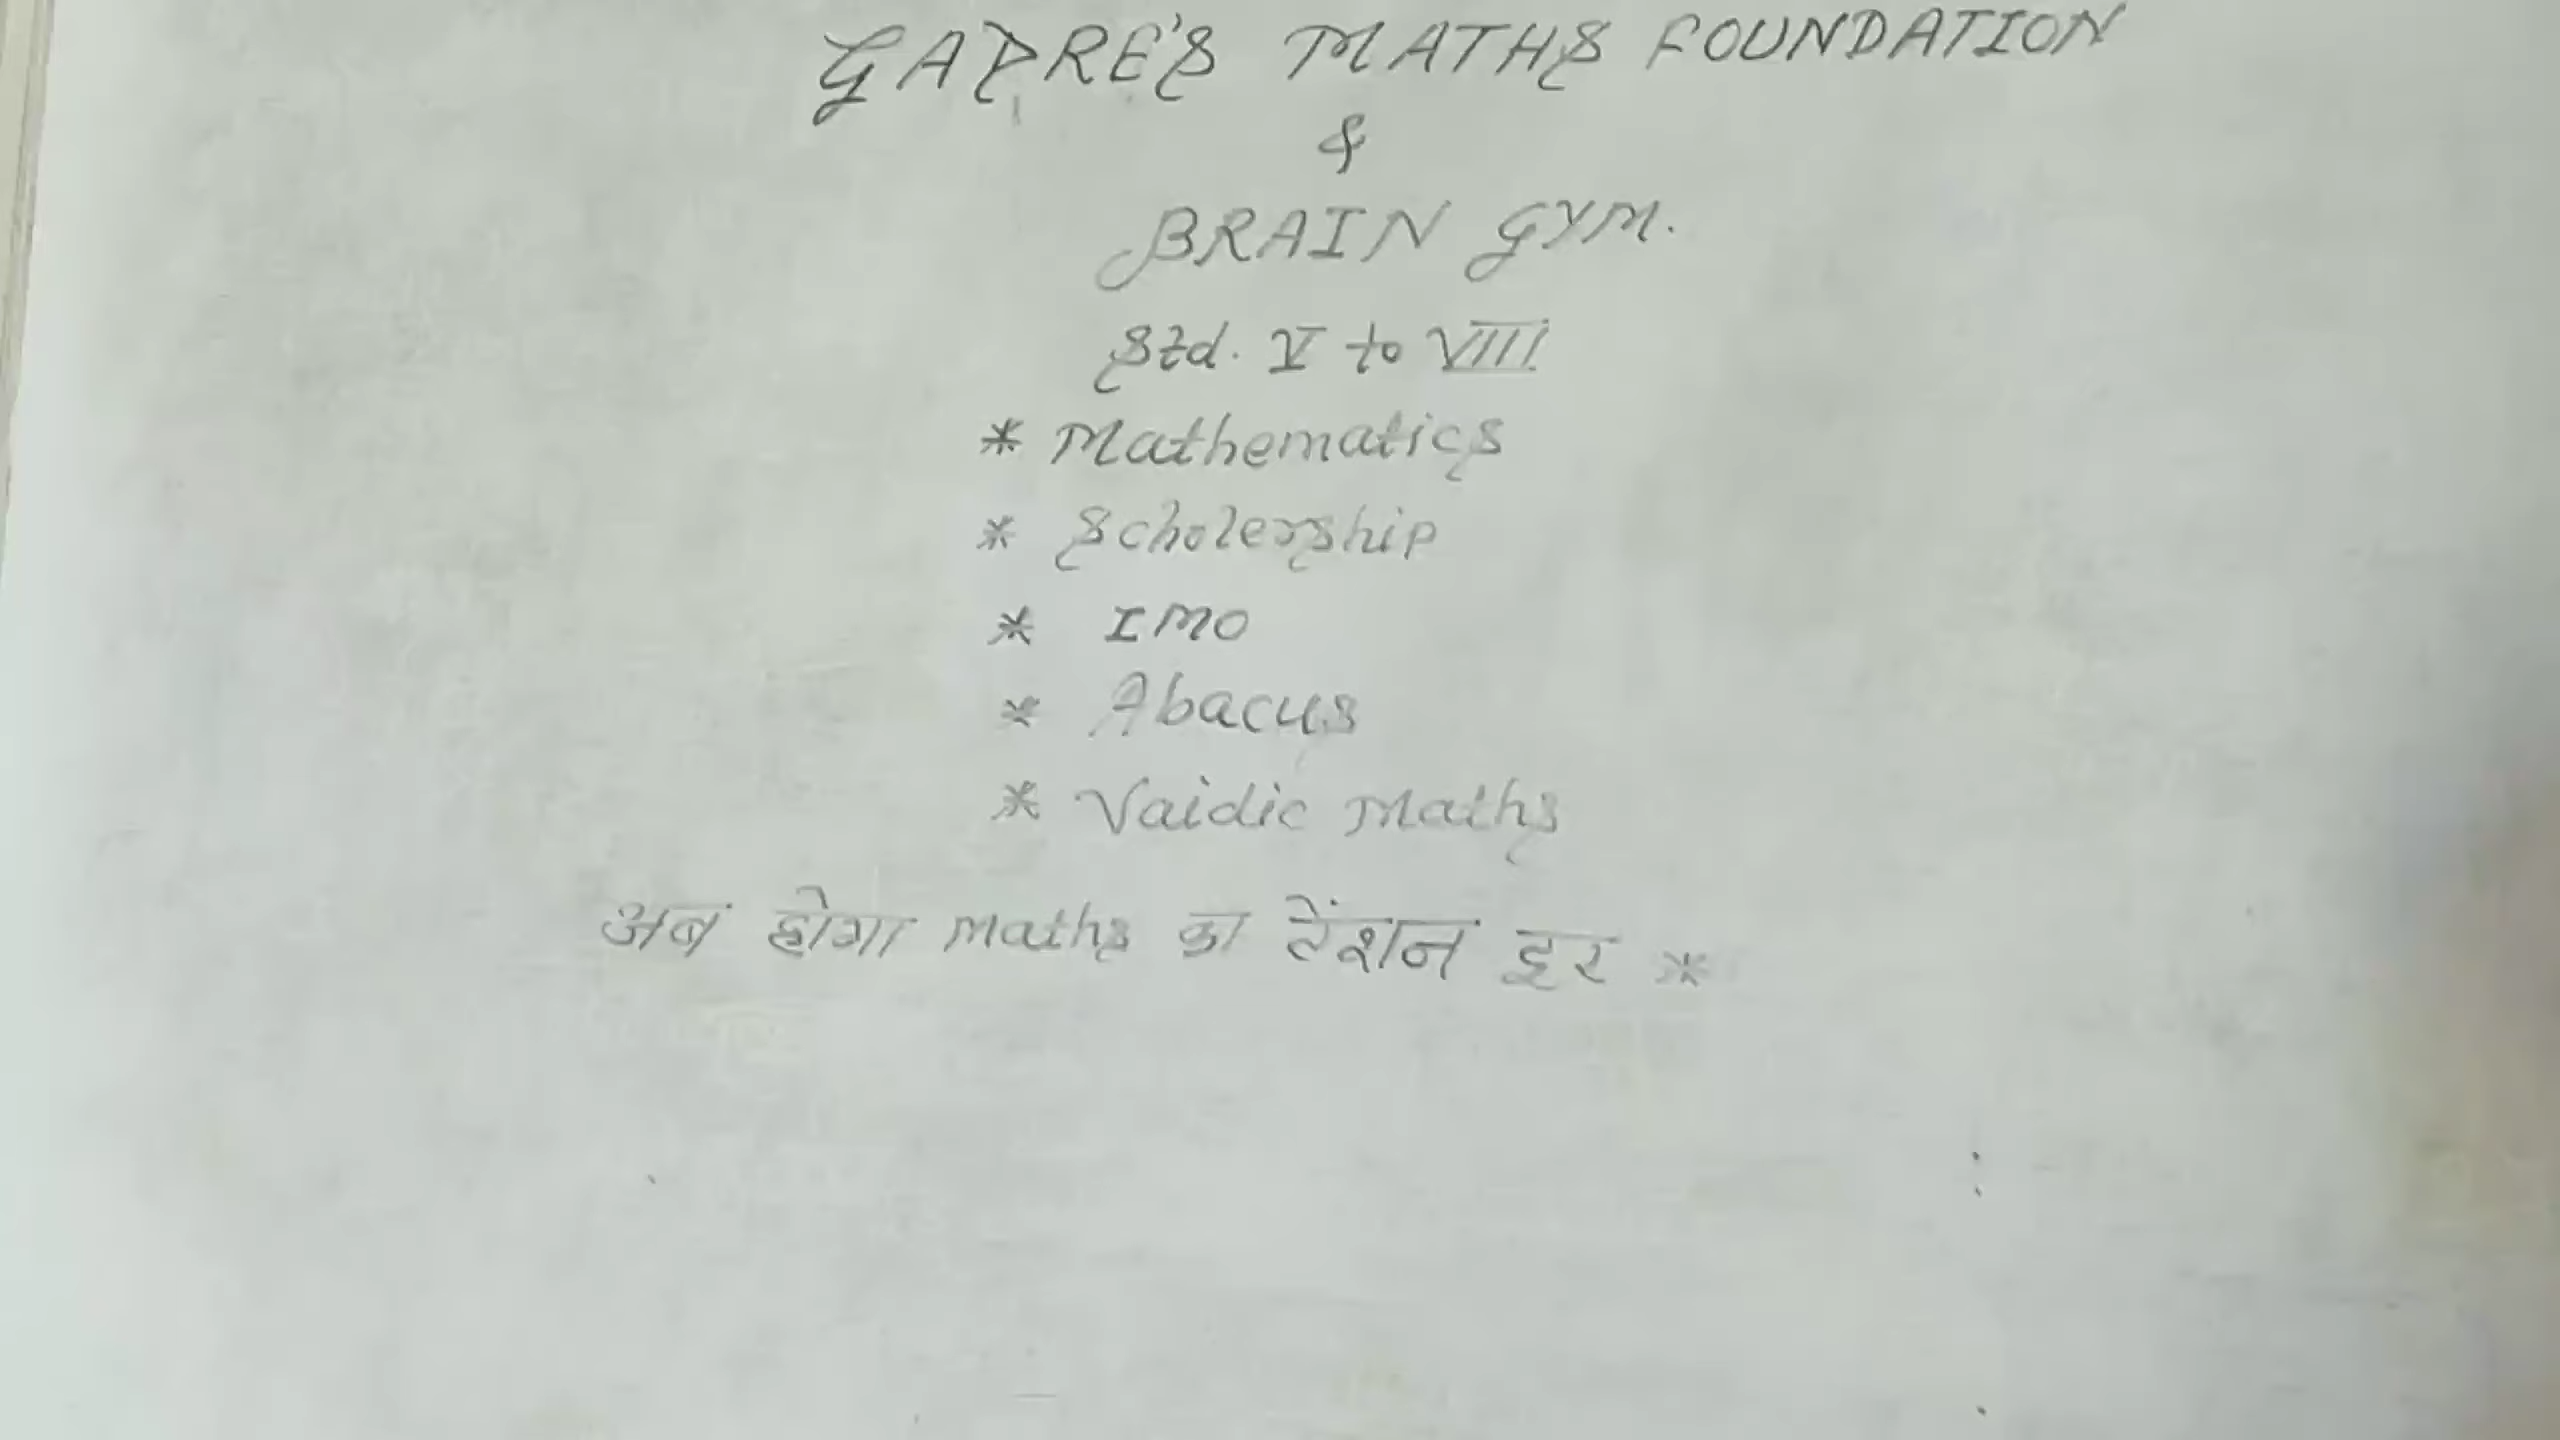 GADRE'S MATHS FOUNDATION
&
BRAIN GYM.
Std. V to VIII
* Mathematics
* Scholership
* IMO
* Abacus
* Vaidic Maths
अब होगा Maths का टेंशन दूर *